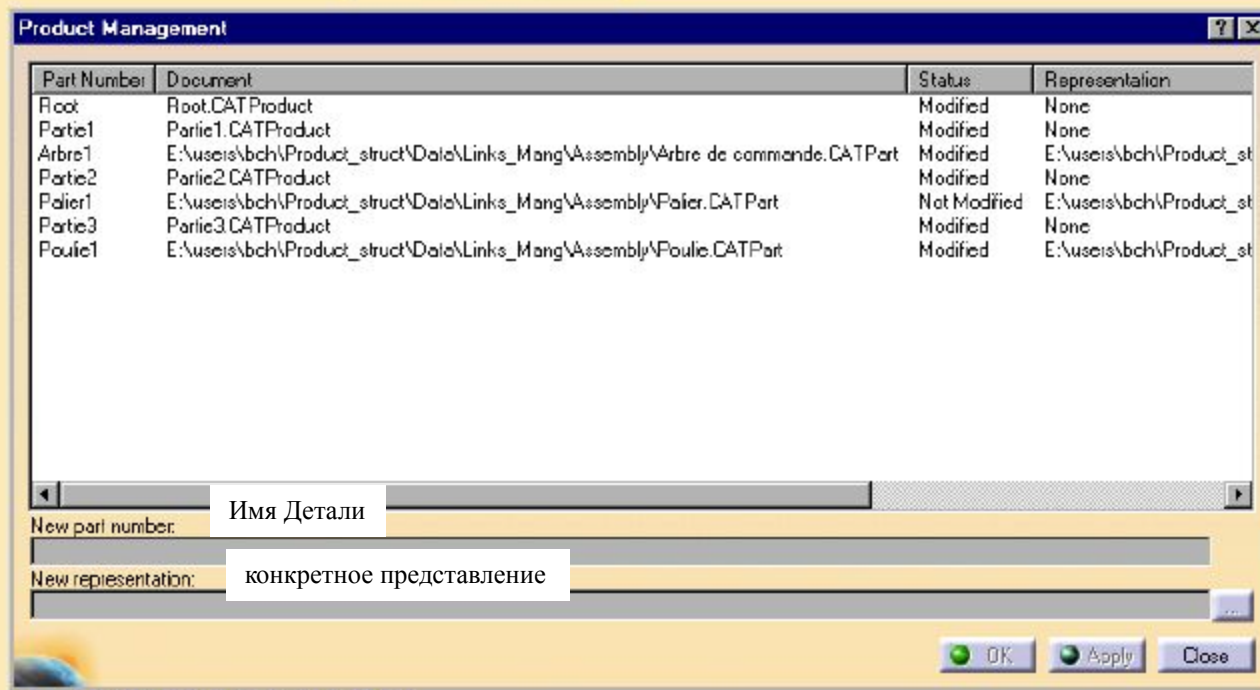 Product Management
Part Number Document Status Representation
Root Root.CATProduct Modified None
Partie1 Partie1.CATProduct Modified None
Arbre1 E:\users\bch\Product_struct\Data\Links_Mang\Assembly\Arbre de commande.CATPart Modified E:\users\bch\Product_st
Partie2 Partie2.CATProduct Modified None
Palier1 E:\users\bch\Product_struct\Data\Links_Mang\Assembly\Palier.CATPart Not Modified E:\users\bch\Product_st
Partie3 Partie3.CATProduct Modified None
Poulie1 E:\users\bch\Product_struct\Data\Links_Mang\Assembly\Poulie.CATPart Modified E:\users\bch\Product_st
Имя Детали
New part number:
конкретное представление
New representation:
...
OK Apply Close